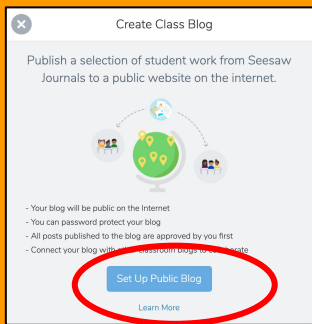 Create Class Blog
Publish a selection of student work from Seesaw
Journals to a public website on the internet.
- Your blog will be public on the Internet
- You can password protect your blog
- All posts published to the blog are approved by you first
- Connect your blog with other classroom blogs to collaborate
Set Up Public Blog
Learn More